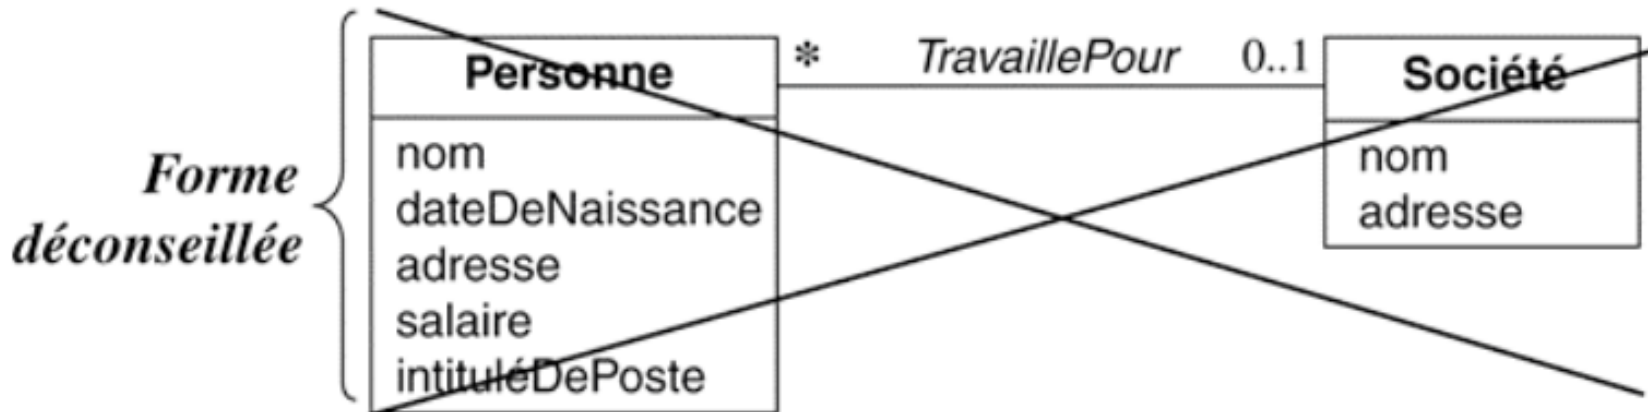 Forme
déconseillée
Personne
nom
dateDeNaissance
adresse
salaire
intituléDePoste
* TravaillePour 0..1
Société
nom
adresse